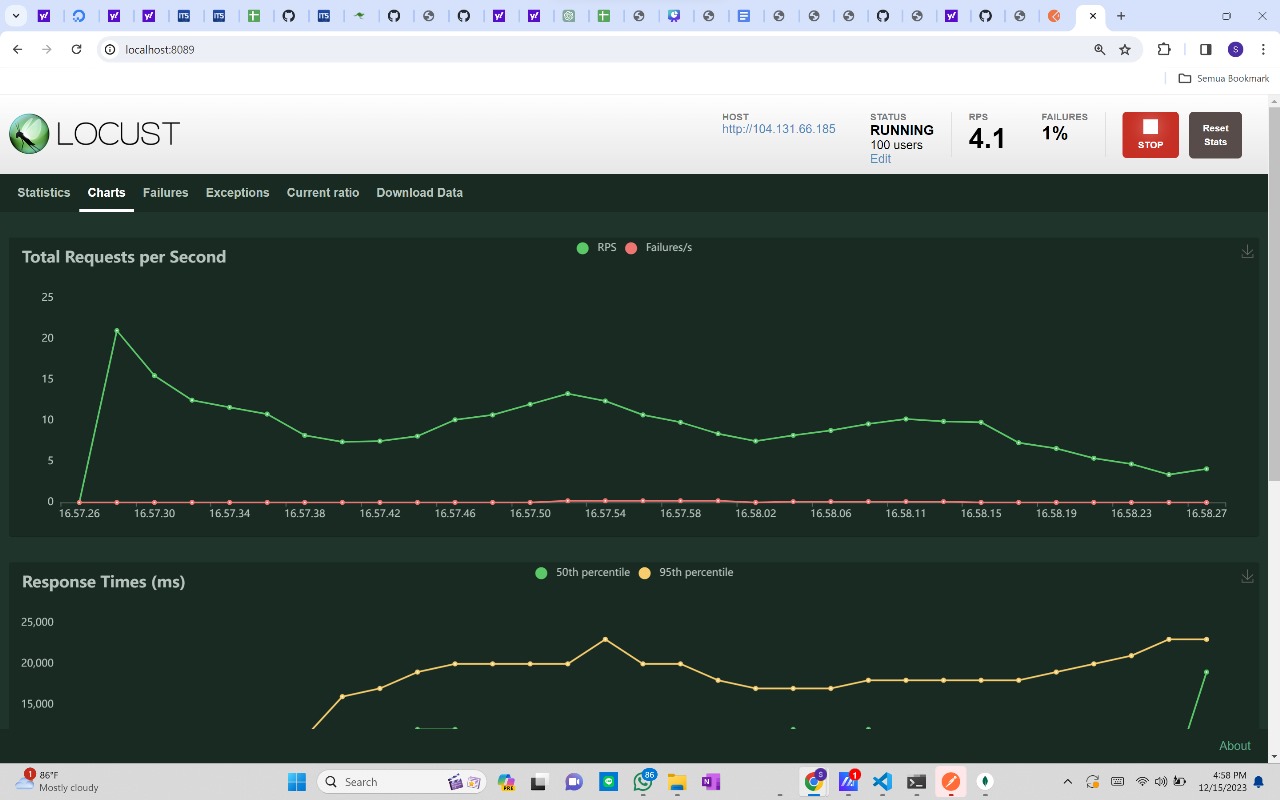 localhost:8089
S
Semua Bookmark
LOCUST
HOST
http://104.131.66.185
STATUS
RUNNING
100 users
Edit
RPS
4.1
FAILURES
1%
STOP
Reset
Stats
Statistics
Charts
Failures
Exceptions
Current ratio
Download Data
Total Requests per Second
RPS
Failures/s
25
20
15
10
5
0
16.57.26
16.57.30
16.57.34
16.57.38
16.57.42
16.57.46
16.57.50
16.57.54
16.57.58
16.58.02
16.58.06
16.58.11
16.58.15
16.58.19
16.58.23
16.58.27
Response Times (ms)
50th percentile
95th percentile
25,000
20,000
15,000
About
1
86°F
Mostly cloudy
Search
PRE
86
S
1
4:58 PM
12/15/2023